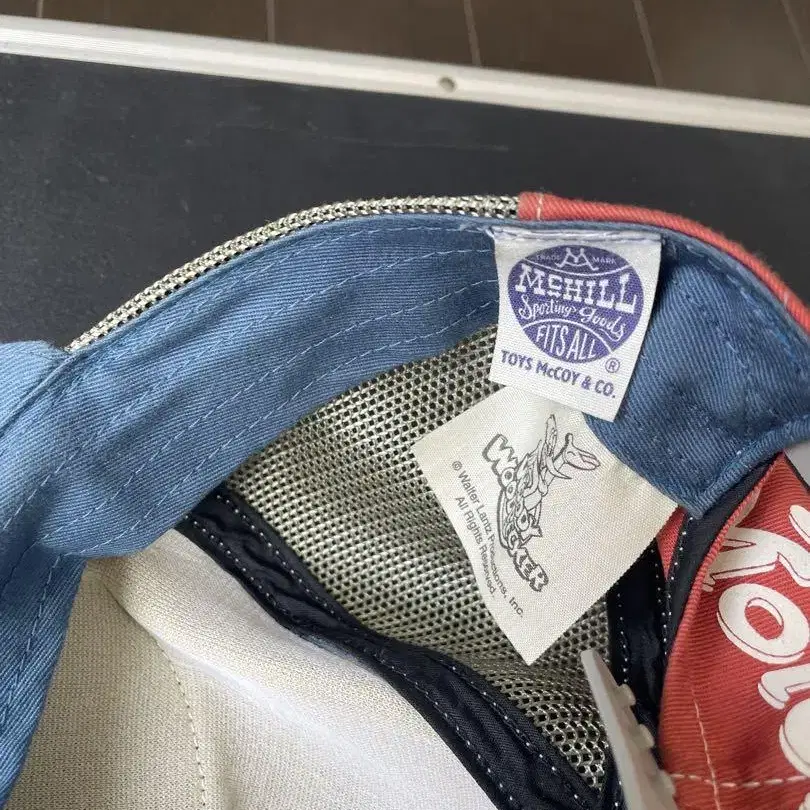 TRADE MARK
McHILL
Sporting Goods
FITS ALL
®
TOYS McCOY & CO.
WOODY
WOODPECKER
© Walter Lantz Productions, Inc.
All Rights Reserved.